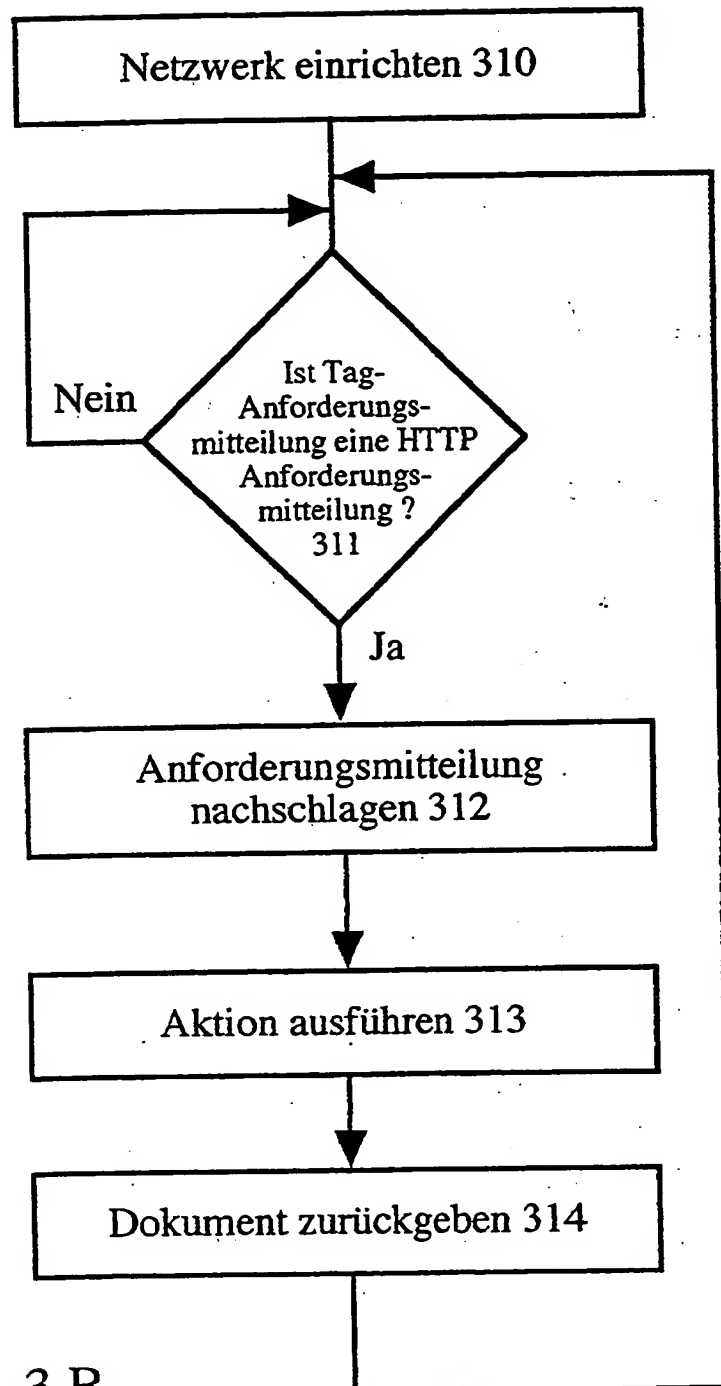 Netzwerk einrichten 310
Nein
Ist Tag-
Anforderungs-
mitteilung eine HTTP
Anforderungs-
mitteilung ?
311
Ja
Anforderungsmitteilung
nachschlagen 312
Aktion ausführen 313
Dokument zurückgeben 314
3 B